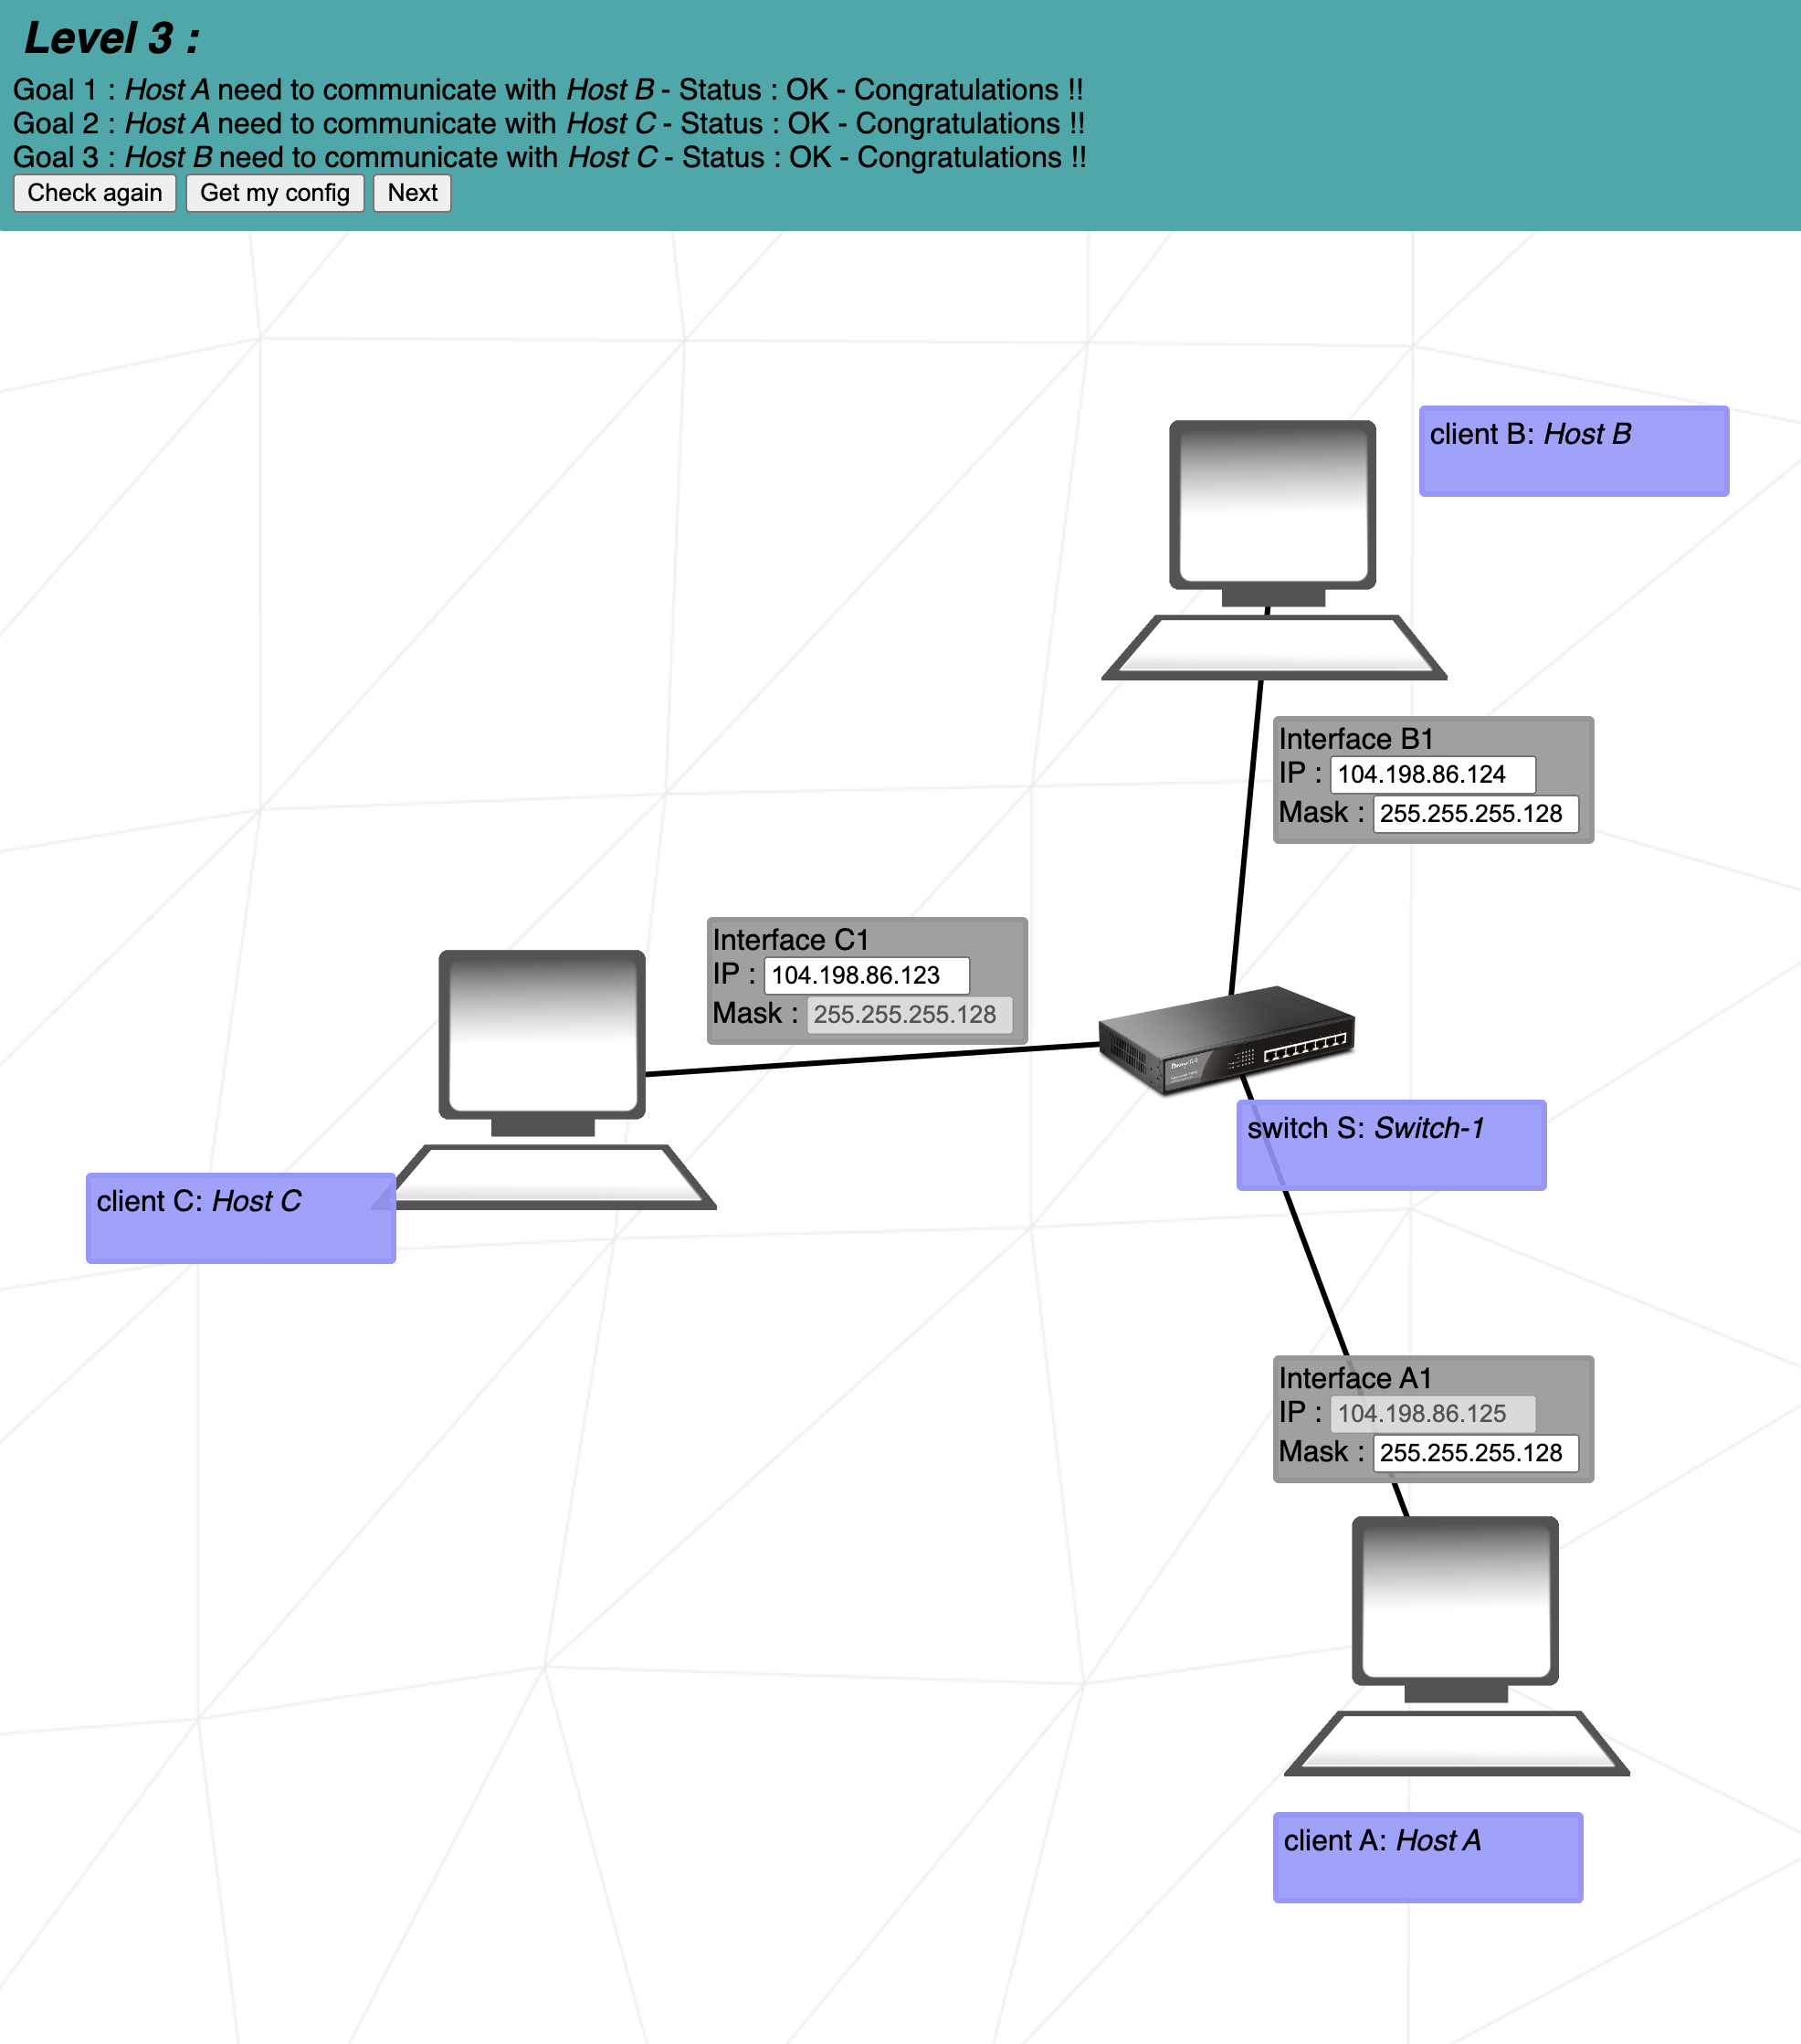 Level 3 :
Goal 1 : Host A need to communicate with Host B - Status : OK - Congratulations !!
Goal 2 : Host A need to communicate with Host C - Status : OK - Congratulations !!
Goal 3 : Host B need to communicate with Host C - Status : OK - Congratulations !!
Check again Get my config Next
client B: Host B
Interface B1
IP : 104.198.86.124
Mask : 255.255.255.128
Interface C1
IP : 104.198.86.123
Mask : 255.255.255.128
switch S: Switch-1
client C: Host C
Interface A1
IP : 104.198.86.125
Mask : 255.255.255.128
client A: Host A